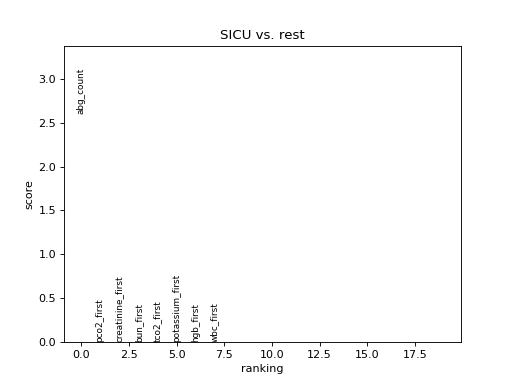 SICU vs. rest
3.0
2.5
2.0
1.5
1.0
0.5
0.0
score
abg_count
pco2_first
creatinine_first
bun_first
tco2_first
potassium_first
hgb_first
wbc_first
0.0 2.5 5.0 7.5 10.0 12.5 15.0 17.5
ranking